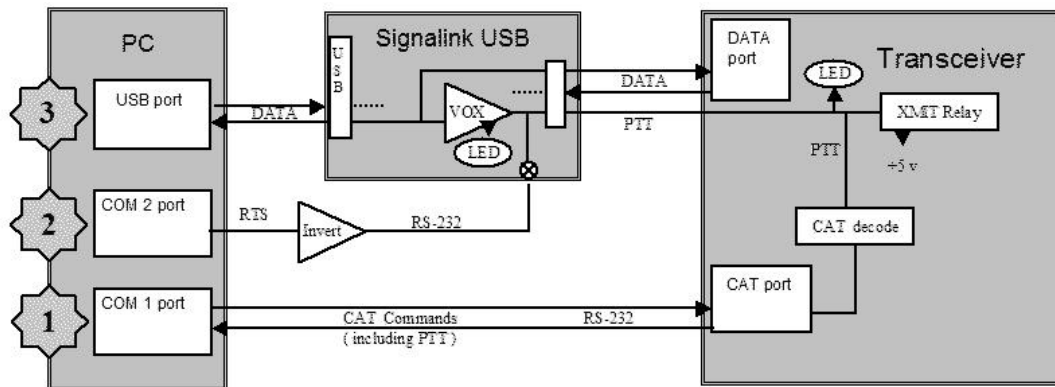 PC
3
USB port
2
COM 2 port
1
COM 1 port
Signalink USB
USB
DATA
VOX
LED
RTS
Invert
RS-232
CAT Commands
( including PTT )
RS-232
DATA
PTT
Transceiver
DATA
port
LED
XMIT Relay
+5 v
PTT
CAT decode
CAT port